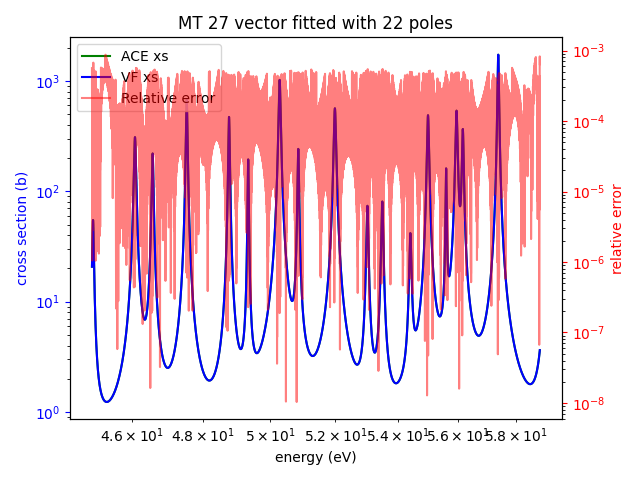 MT 27 vector fitted with 22 poles
ACE xs
VF xs
Relative error
cross section (b)
10³
10²
10¹
10⁰
relative error
10⁻³
10⁻⁴
10⁻⁵
10⁻⁶
10⁻⁷
10⁻⁸
4.6 × 10¹ 4.8 × 10¹ 5 × 10¹ 5.2 × 10¹ 5.4 × 10¹ 5.6 × 10¹ 5.8 × 10¹
energy (eV)